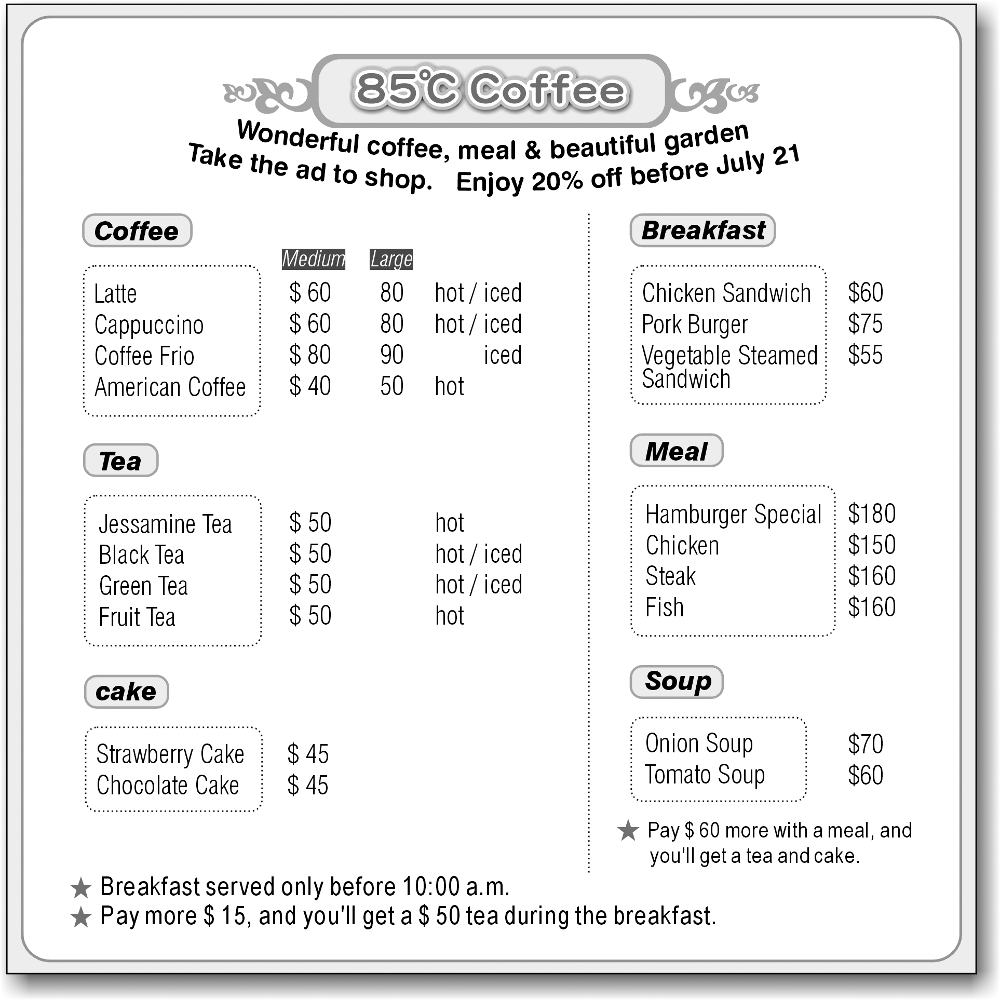 85℃ Coffee
Wonderful coffee, meal & beautiful garden
Take the ad to shop. Enjoy 20% off before July 21
Coffee
Medium Large
Latte $ 60 80 hot / iced
Cappuccino $ 60 80 hot / iced
Coffee Frio $ 80 90 iced
American Coffee $ 40 50 hot
Tea
Jessamine Tea $ 50 hot
Black Tea $ 50 hot / iced
Green Tea $ 50 hot / iced
Fruit Tea $ 50 hot
cake
Strawberry Cake $ 45
Chocolate Cake $ 45
Breakfast
Chicken Sandwich $60
Pork Burger $75
Vegetable Steamed $55
Sandwich
Meal
Hamburger Special $180
Chicken $150
Steak $160
Fish $160
Soup
Onion Soup $70
Tomato Soup $60
★ Pay $ 60 more with a meal, and
you'll get a tea and cake.
★ Breakfast served only before 10:00 a.m.
★ Pay more $ 15, and you'll get a $ 50 tea during the breakfast.